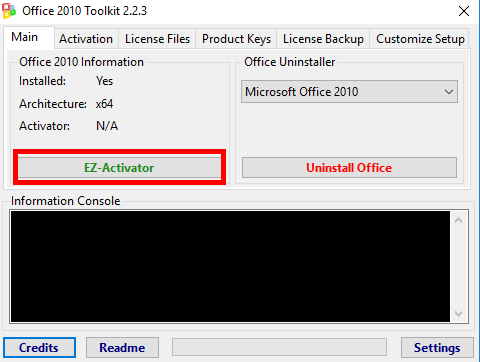 Office 2010 Toolkit 2.2.3
Main Activation License Files Product Keys License Backup Customize Setup
Office 2010 Information
Installed: Yes
Architecture: x64
Activator: N/A
EZ-Activator
Office Uninstaller
Microsoft Office 2010
Uninstall Office
Information Console
Credits Readme Settings